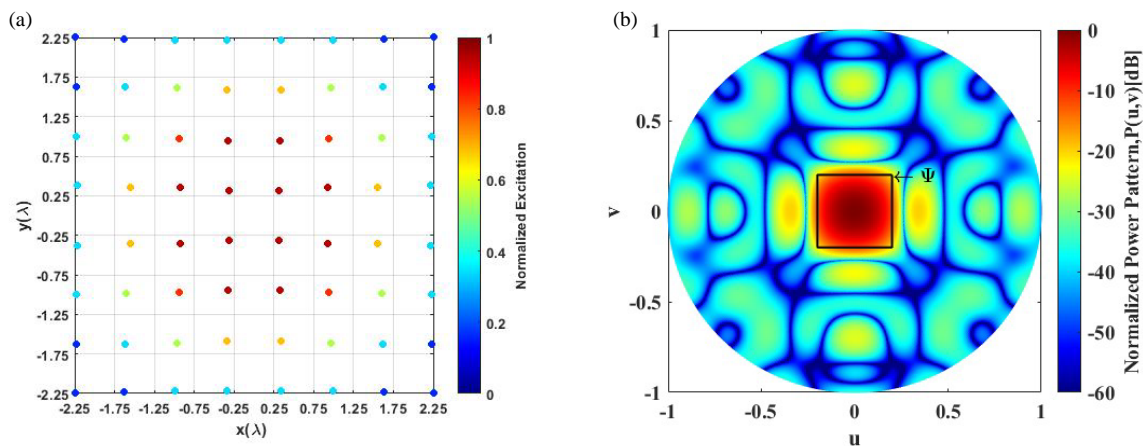 (a)
2.25
1.75
1.25
0.75
0.25
-0.25
-0.75
-1.25
-1.75
-2.25
y(λ)
-2.25 -1.75 -1.25 -0.75 -0.25 0.25 0.75 1.25 1.75 2.25
x(λ)
1
0.8
0.6
0.4
0.2
0
Normalized Excitation
(b)
1
0.5
0
-0.5
-1
v
-1 -0.5 0 0.5 1
u
← Ψ
0
-10
-20
-30
-40
-50
-60
Normalized Power Pattern,P(u,v)[dB]